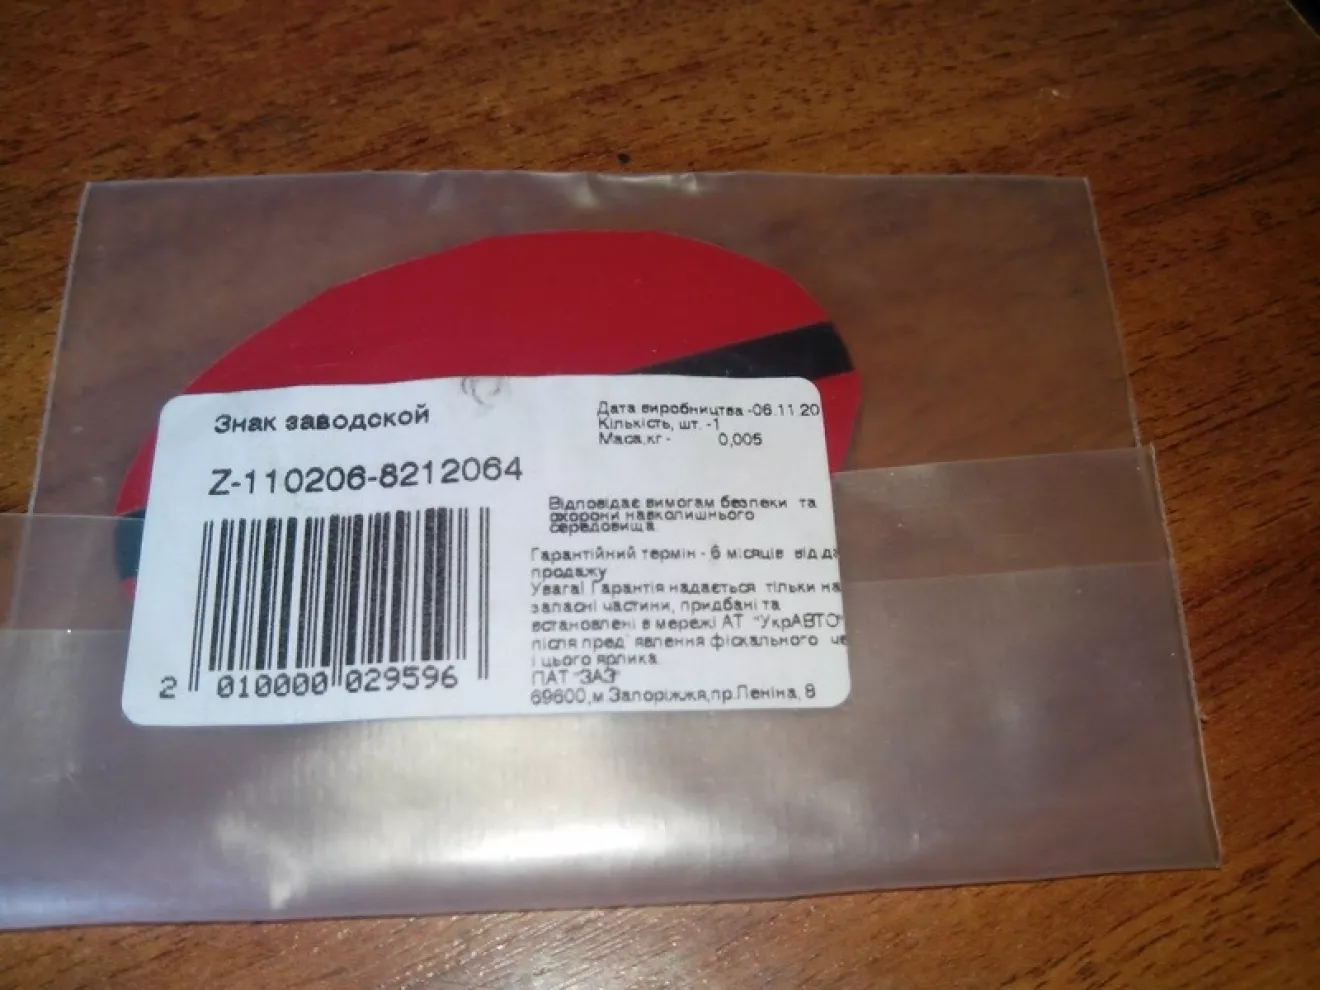 Знак заводской
Z-110206-8212064
2 010000 029596
Дата виробництва -06.11.20
Кількість, шт. -1
Маса,кг - 0,005
Відповідає вимогам безпеки та
охорони навколишнього
середовища
Гарантійний термін - 6 місяців від да
продажу
Увага! Гарантія надається тільки на
запасні частини, придбані та
встановлені в мережі АТ "УкрАВТО"
після пред`явлення фіскального че
і цього ярлика.
ПАТ "ЗАЗ"
69600,м.Запоріжжя,пр.Леніна, 8